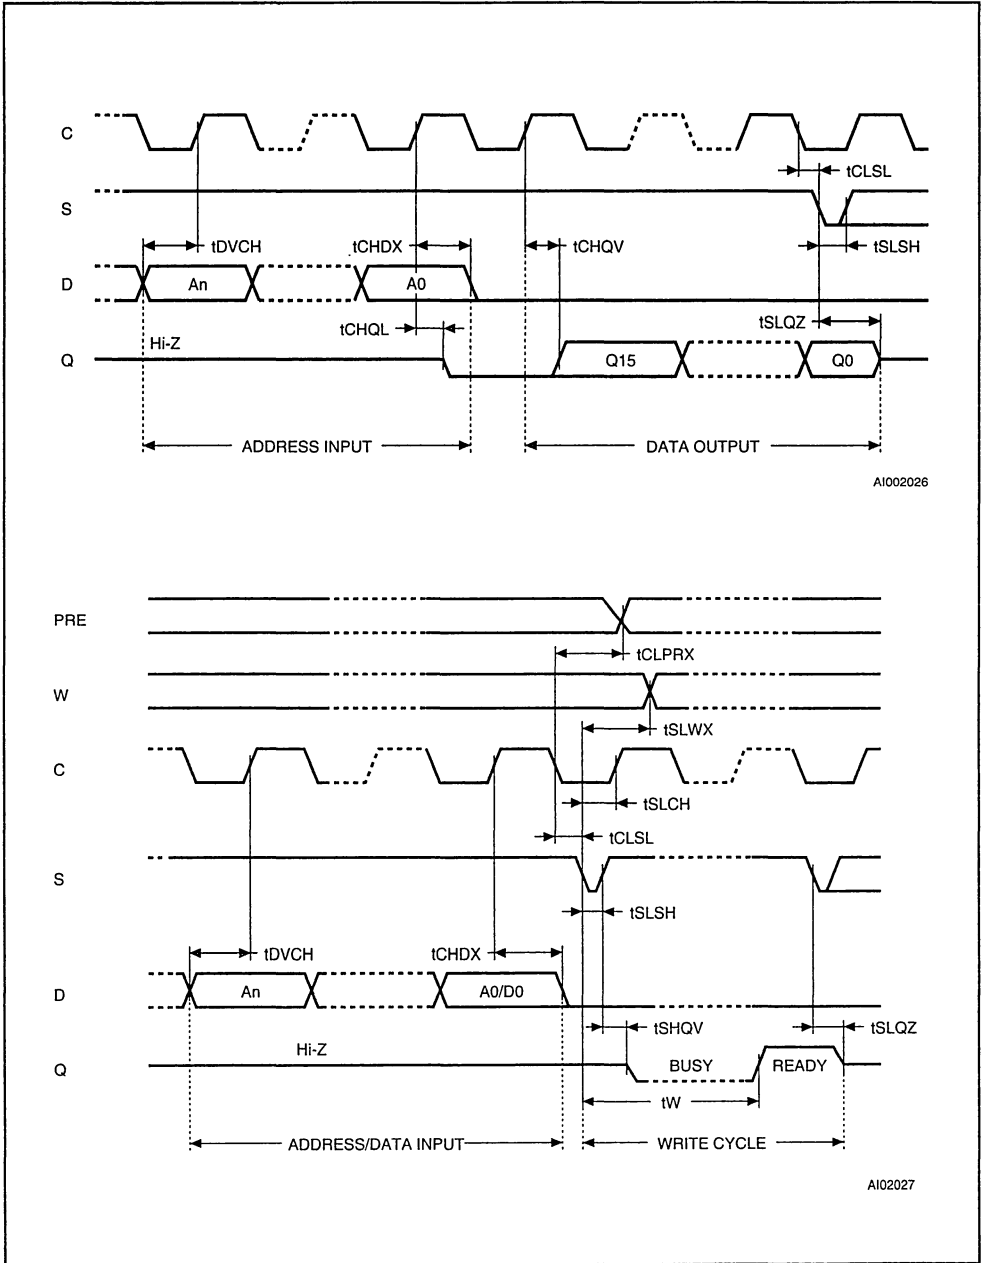 C
tCLSL
S
tDVCH
tCHDX
tCHQV
tSLSH
D
An
A0
tCHQL
tSLQZ
Hi-Z
Q
Q15
Q0
ADDRESS INPUT
DATA OUTPUT
AI002026
PRE
tCLPRX
W
tSLWX
C
tSLCH
tCLSL
S
tSLSH
tDVCH
tCHDX
D
An
A0/D0
tSHQV
tSLQZ
Hi-Z
Q
BUSY
READY
tW
ADDRESS/DATA INPUT
WRITE CYCLE
AI02027